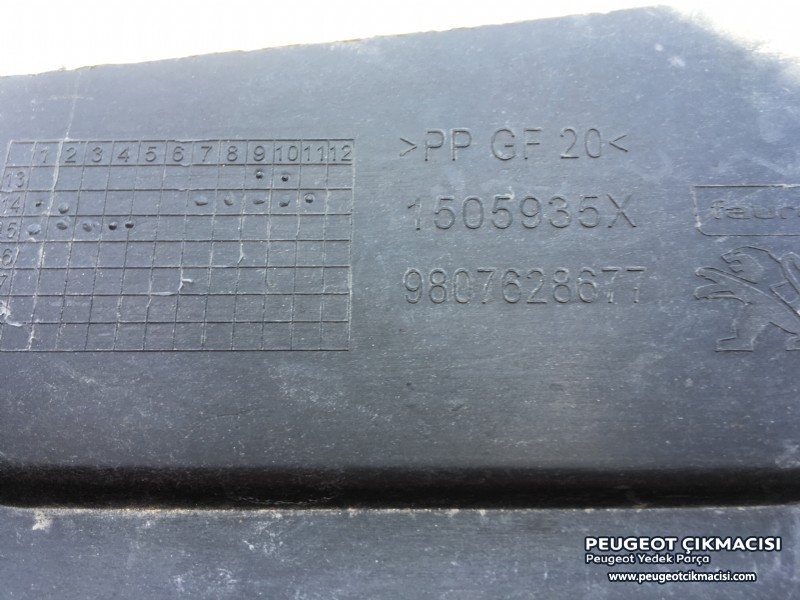 1 2 3 4 5 6 7 8 9 10 11 12
13
14
15
>PP GF 20<
1505935X
9807628677
PEUGEOT ÇIKMACISI
Peugeot Yedek Parça
www.peugeotcikmacisi.com